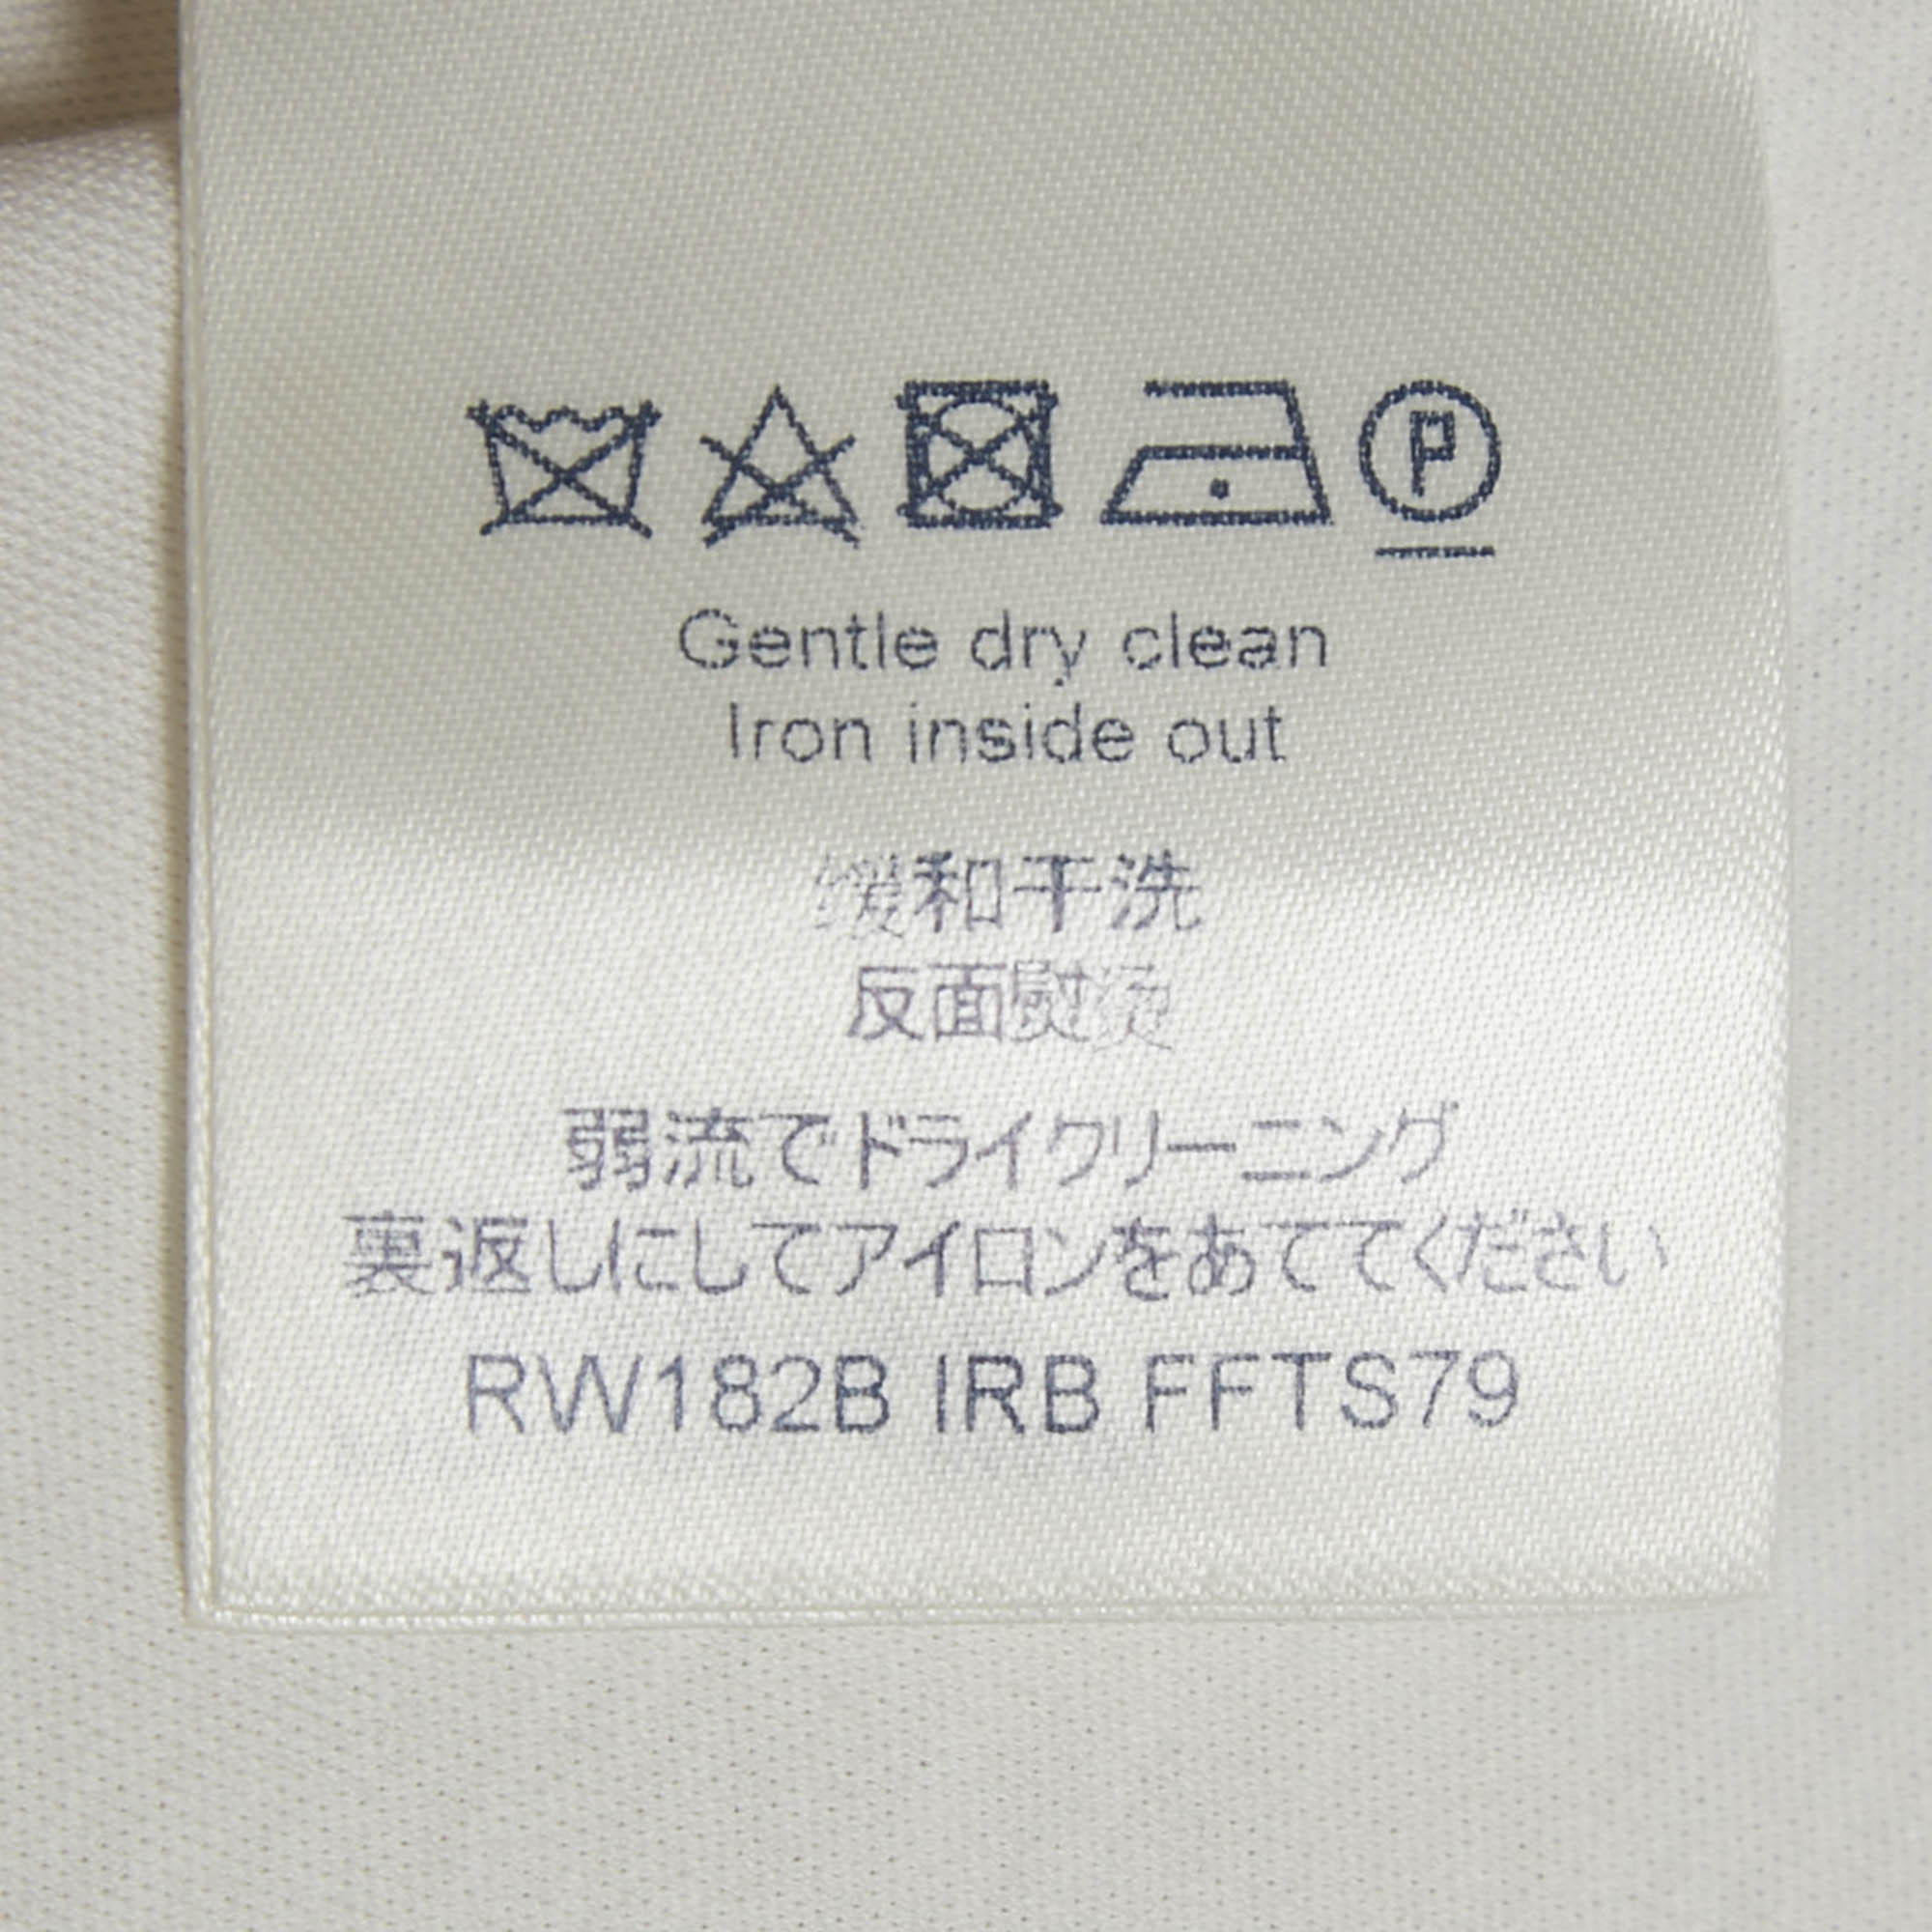 P
Gentle dry clean
Iron inside out
缓和干洗
反面熨烫
弱流でドライクリーニング
裏返しにしてアイロンをあててください
RW182B IRB FFTS79